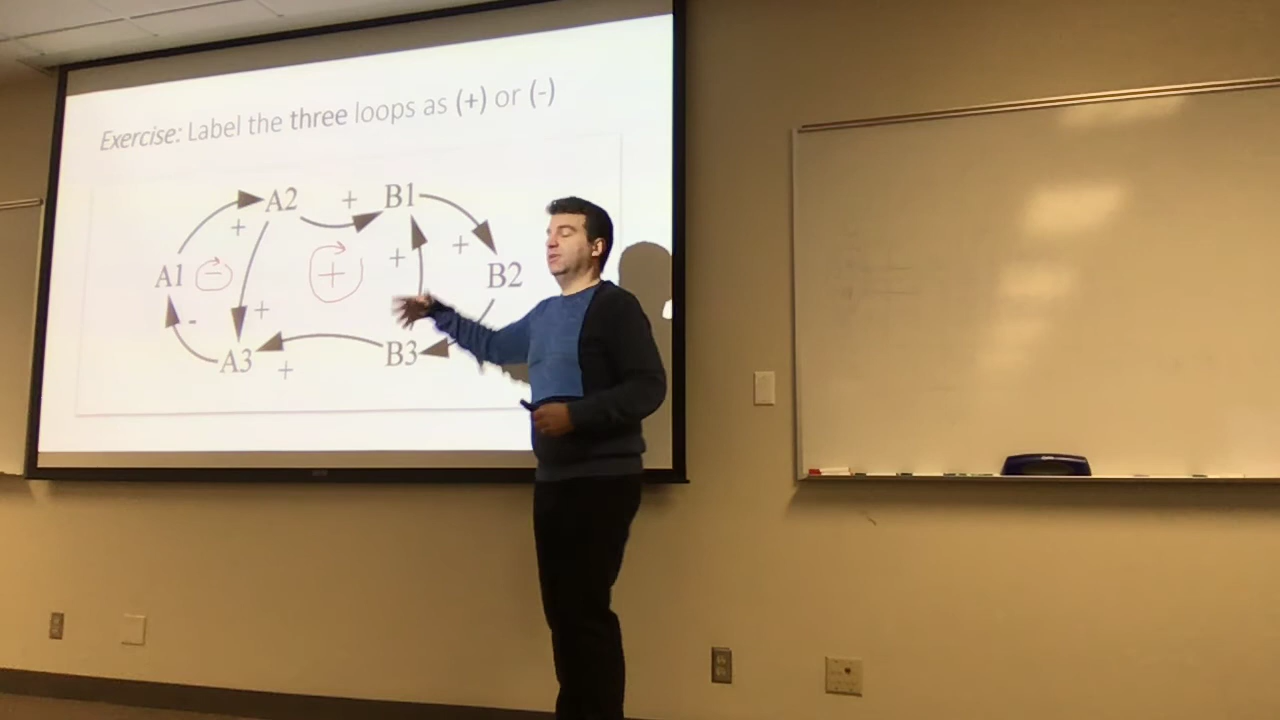 Exercise: Label the three loops as (+) or (-)
A2 + B1
+ + +
A1 - + B2
- +
A3 + B3